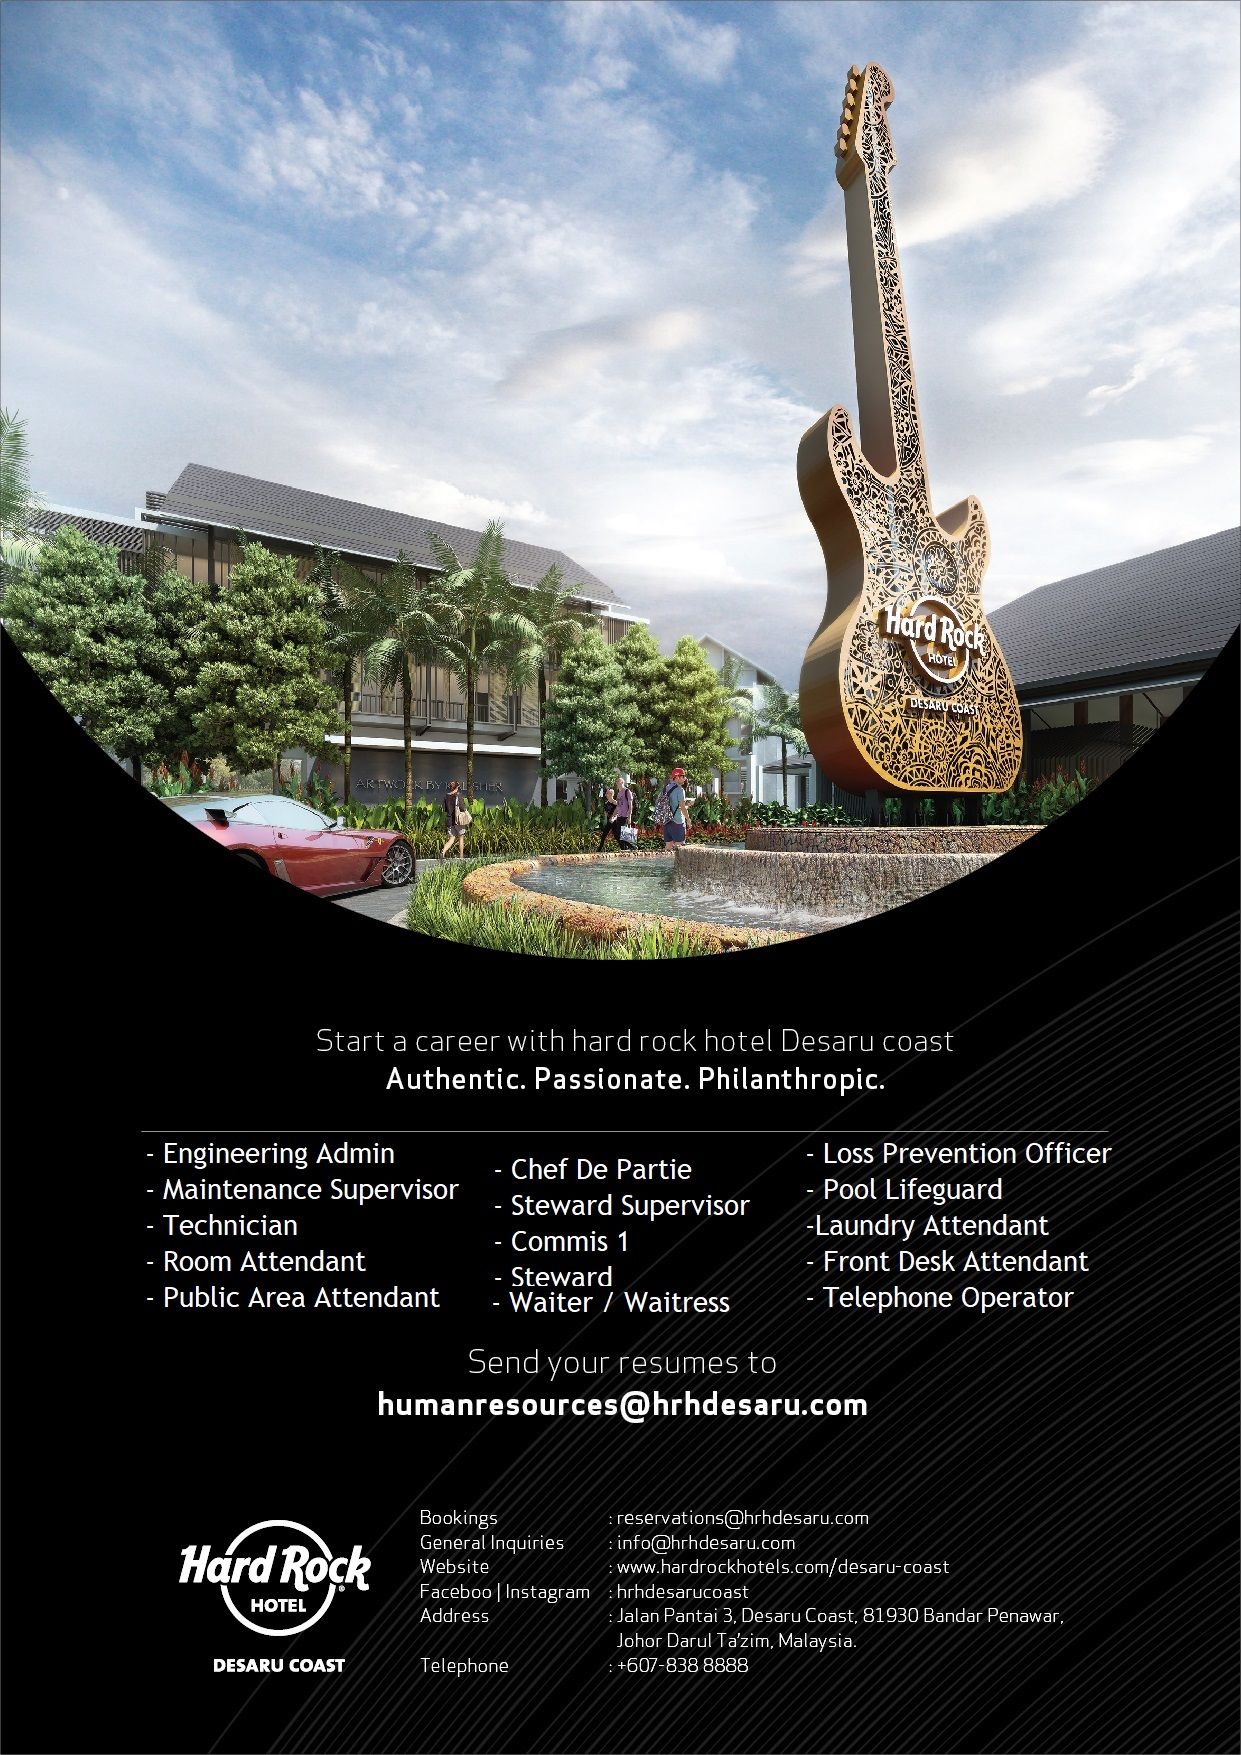 Hard Rock
HOTEL
DESARU COAST
Start a career with hard rock hotel Desaru coast
Authentic. Passionate. Philanthropic.
- Engineering Admin
- Maintenance Supervisor
- Technician
- Room Attendant
- Public Area Attendant
- Chef De Partie
- Steward Supervisor
- Commis 1
- Steward
- Waiter / Waitress
- Loss Prevention Officer
- Pool Lifeguard
-Laundry Attendant
- Front Desk Attendant
- Telephone Operator
Send your resumes to
humanresources@hrhdesaru.com
Hard Rock®
HOTEL
DESARU COAST
Bookings : reservations@hrhdesaru.com
General Inquiries : info@hrhdesaru.com
Website : www.hardrockhotels.com/desaru-coast
Faceboo | Instagram : hrhdesarucoast
Address : Jalan Pantai 3, Desaru Coast, 81930 Bandar Penawar,
Johor Darul Ta'zim, Malaysia.
Telephone : +607-838 8888